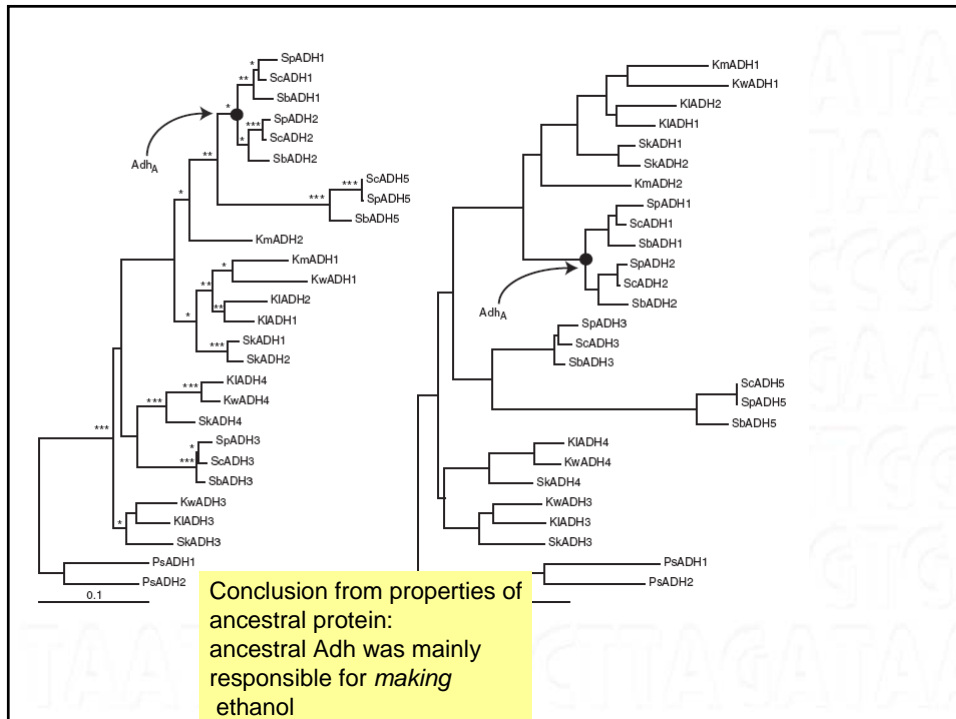 SpADH1
ScADH1
SbADH1
SpADH2
ScADH2
SbADH2
AdhA
ScADH5
SpADH5
SbADH5
KmADH2
KmADH1
KwADH1
KlADH2
KlADH1
SkADH1
SkADH2
KlADH4
KwADH4
SkADH4
SpADH3
ScADH3
SbADH3
KwADH3
KlADH3
SkADH3
PsADH1
PsADH2
0.1
* ** * *** * ** *** *** * * ** ** * *** *** *** * *** *** *
KmADH1
KwADH1
KlADH2
KlADH1
SkADH1
SkADH2
KmADH2
SpADH1
ScADH1
SbADH1
SpADH2
ScADH2
SbADH2
AdhA
SpADH3
ScADH3
SbADH3
ScADH5
SpADH5
SbADH5
KlADH4
KwADH4
SkADH4
KwADH3
KlADH3
SkADH3
PsADH1
PsADH2
Conclusion from properties of
ancestral protein:
ancestral Adh was mainly
responsible for making
ethanol